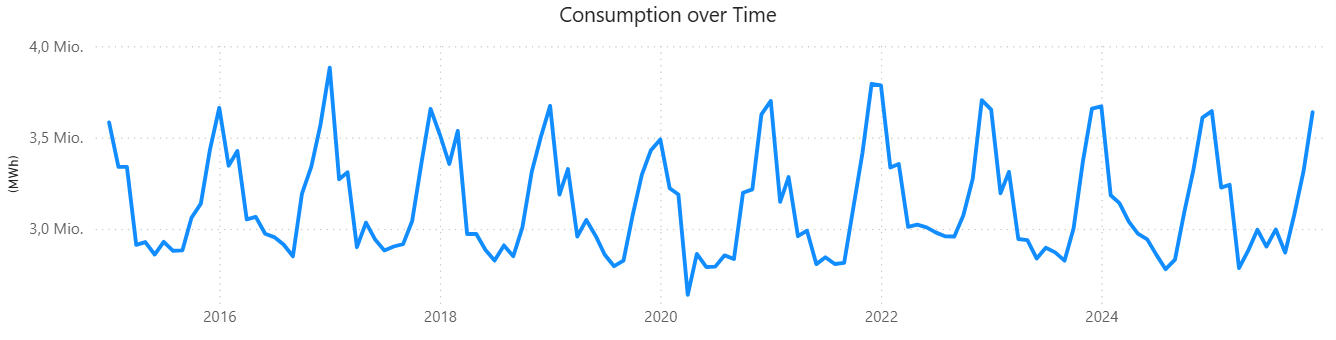 Consumption over Time
(MWh)
4,0 Mio.
3,5 Mio.
3,0 Mio.
2016 2018 2020 2022 2024